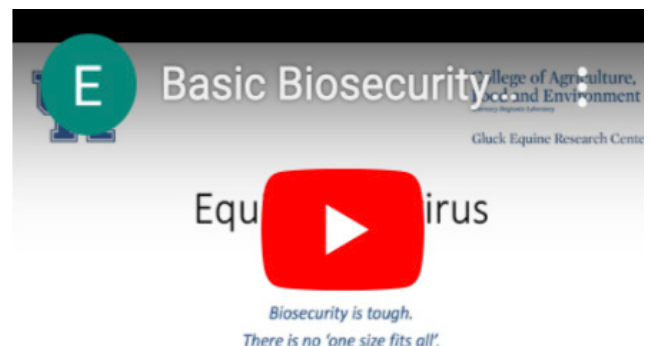 E
Basic Biosecurity...
College of Agriculture,
Food and Environment
Gluck Equine Research Cente
Equ irus
Biosecurity is tough.
There is no 'one size fits all'.